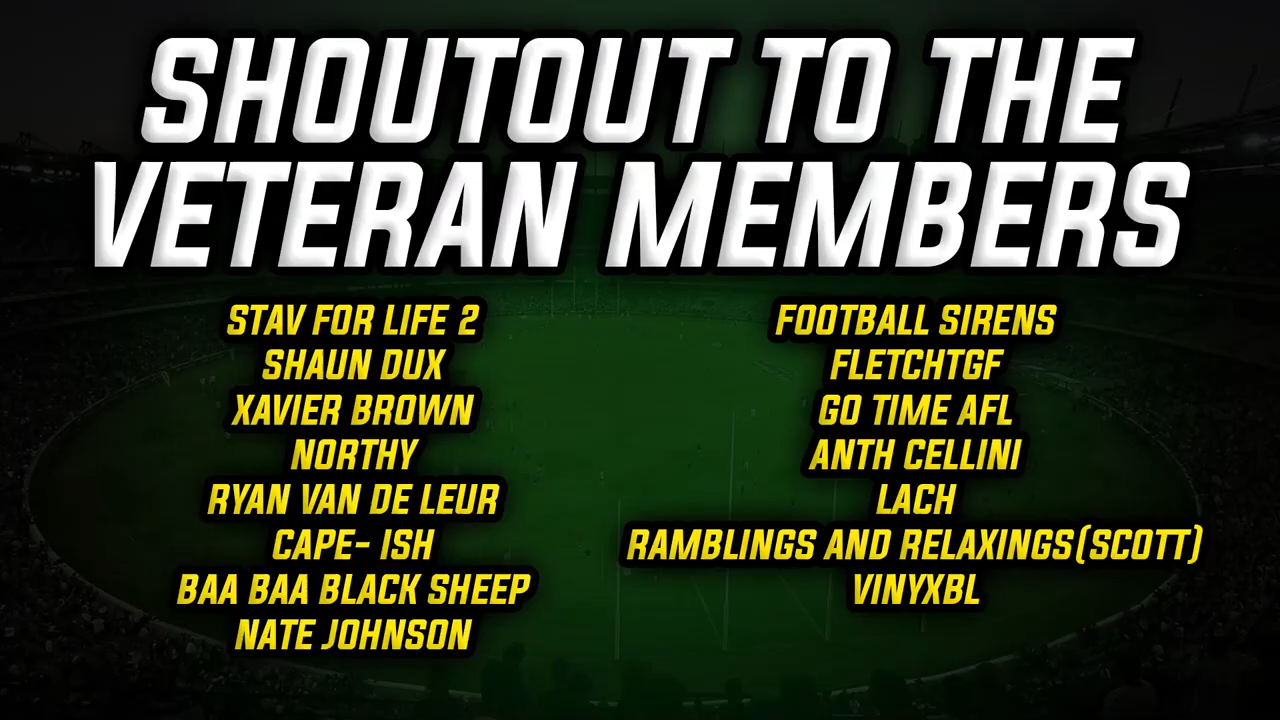 SHOUTOUT TO THE
VETERAN MEMBERS
STAV FOR LIFE 2
SHAUN DUX
XAVIER BROWN
NORTHY
RYAN VAN DE LEUR
CAPE- ISH
BAA BAA BLACK SHEEP
NATE JOHNSON
FOOTBALL SIRENS
FLETCHTGF
GO TIME AFL
ANTH CELLINI
LACH
RAMBLINGS AND RELAXINGS(SCOTT)
VINYXBL